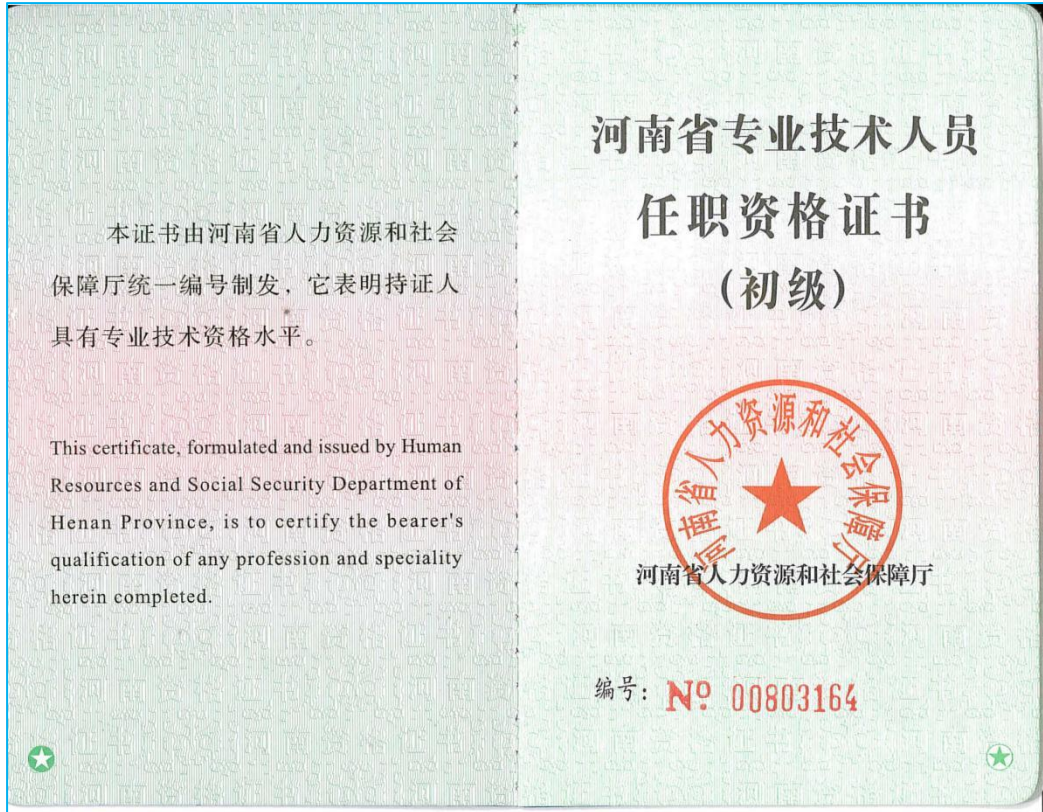 本证书由河南省人力资源和社会
保障厅统一编号制发，它表明持证人
具有专业技术资格水平。
This certificate, formulated and issued by Human
Resources and Social Security Department of
Henan Province, is to certify the bearer's
qualification of any profession and speciality
herein completed.
河南省专业技术人员
任职资格证书
(初级)
河南省人力资源和社会保障厅
河南省人力资源和社会保障厅
编号: Nº 00803164